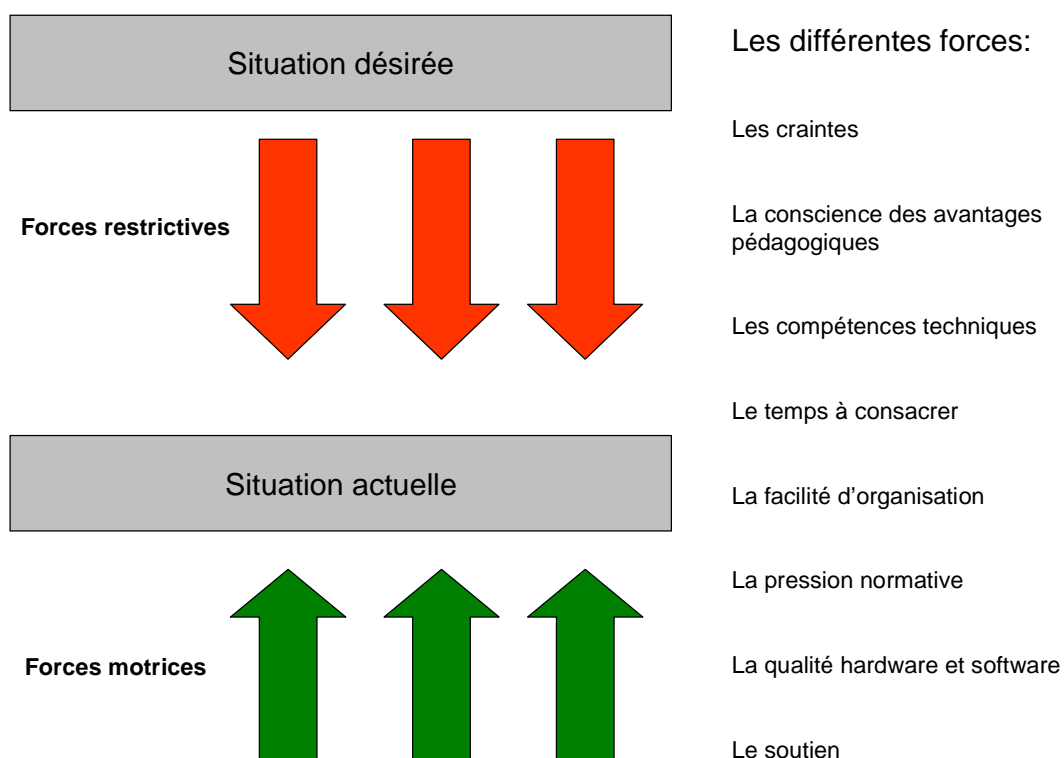 Situation désirée
Forces restrictives
Situation actuelle
Forces motrices
Les différentes forces:
Les craintes
La conscience des avantages
pédagogiques
Les compétences techniques
Le temps à consacrer
La facilité d'organisation
La pression normative
La qualité hardware et software
Le soutien